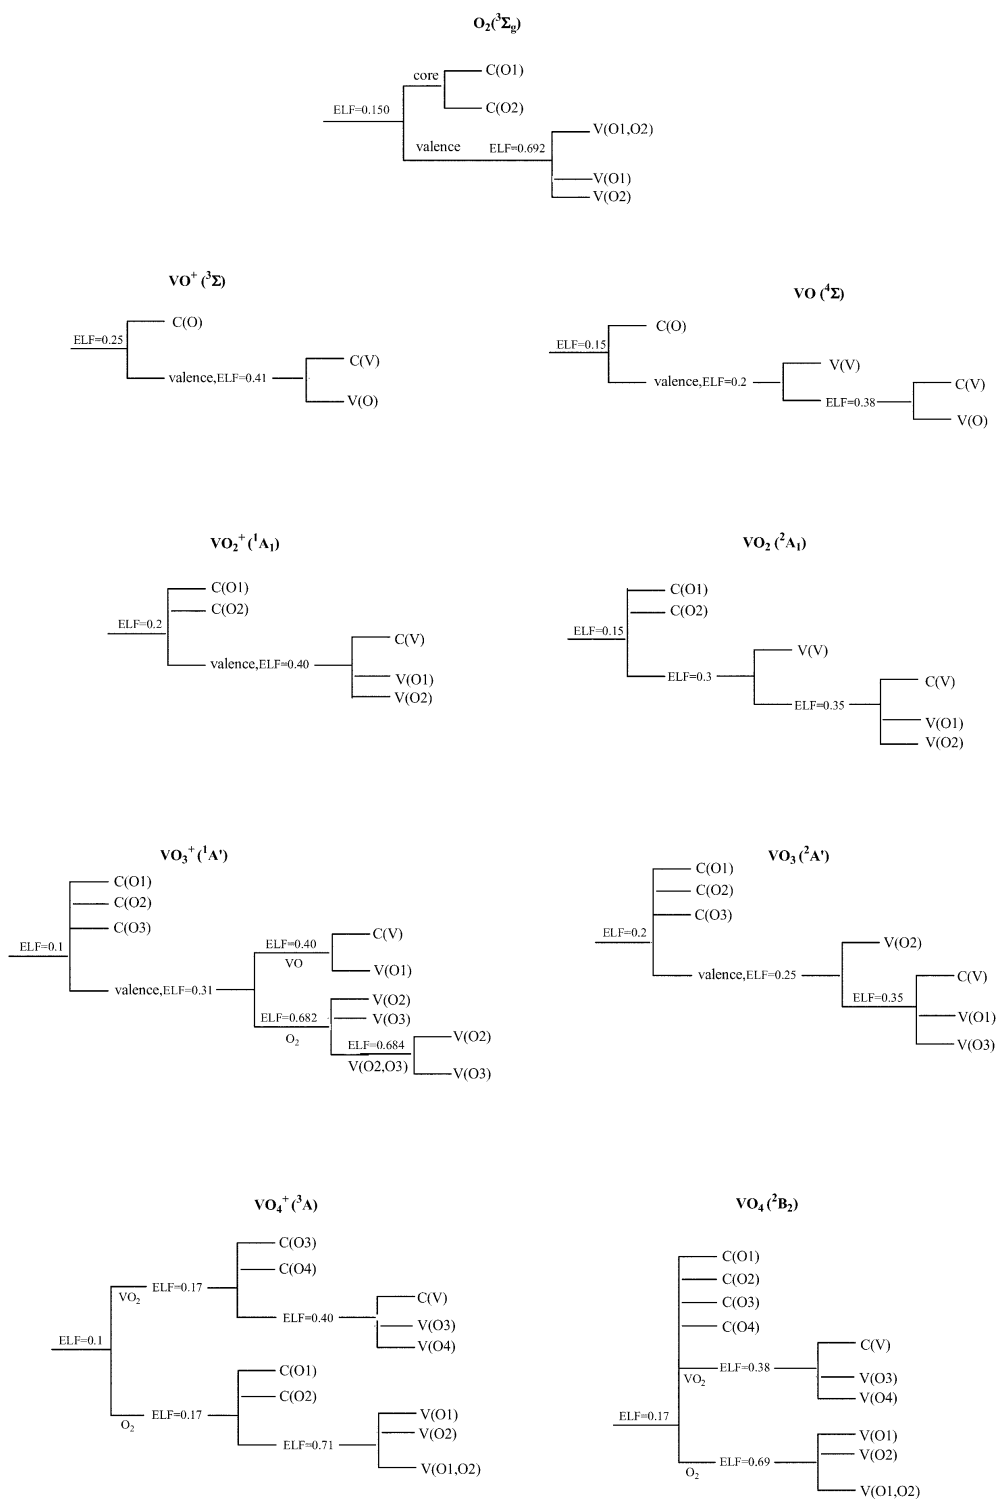 O₂(³Σg)
core
C(O1)
ELF=0.150
C(O2)
valence
ELF=0.692
V(O1,O2)
V(O1)
V(O2)
VO⁺ (³Σ)
C(O)
ELF=0.25
valence,ELF=0.41
C(V)
V(O)
VO (⁴Σ)
C(O)
ELF=0.15
valence,ELF=0.2
V(V)
ELF=0.38
C(V)
V(O)
VO₂⁺ (¹A₁)
C(O1)
C(O2)
ELF=0.2
valence,ELF=0.40
C(V)
V(O1)
V(O2)
VO₂ (²A₁)
C(O1)
C(O2)
ELF=0.15
ELF=0.3
V(V)
ELF=0.35
C(V)
V(O1)
V(O2)
VO₃⁺ (¹A')
C(O1)
C(O2)
C(O3)
ELF=0.1
valence,ELF=0.31
ELF=0.40
VO
C(V)
V(O1)
ELF=0.682
O₂
V(O2)
V(O3)
ELF=0.684
V(O2,O3)
V(O2)
V(O3)
VO₃ (²A')
C(O1)
C(O2)
C(O3)
ELF=0.2
valence,ELF=0.25
V(O2)
ELF=0.35
C(V)
V(O1)
V(O3)
VO₄⁺ (³A)
ELF=0.1
VO₂
ELF=0.17
C(O3)
C(O4)
ELF=0.40
C(V)
V(O3)
V(O4)
O₂
ELF=0.17
C(O1)
C(O2)
ELF=0.71
V(O1)
V(O2)
V(O1,O2)
VO₄ (²B₂)
C(O1)
C(O2)
C(O3)
C(O4)
ELF=0.17
VO₂
ELF=0.38
C(V)
V(O3)
V(O4)
O₂
ELF=0.69
V(O1)
V(O2)
V(O1,O2)